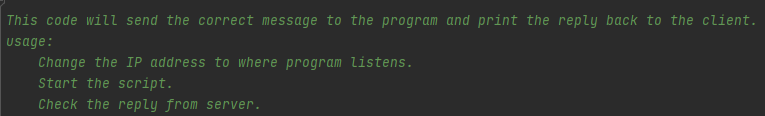 This code will send the correct message to the program and print the reply back to the client.
usage:
Change the IP address to where program listens.
Start the script.
Check the reply from server.